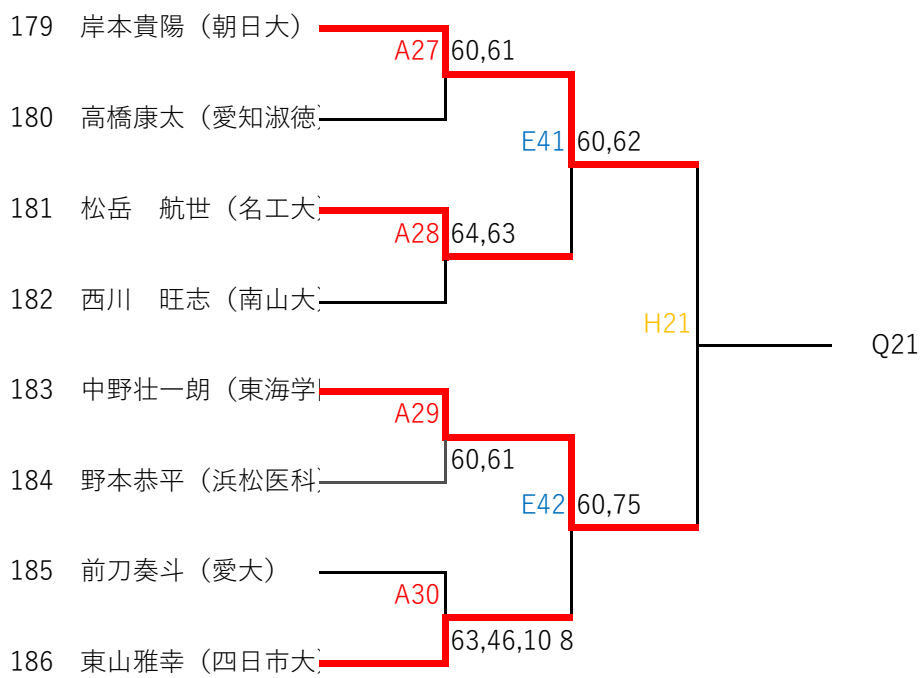 179 岸本貴陽（朝日大）
A27 60,61
180 高橋康太（愛知淑徳）
E41 60,62
181 松岳　航世（名工大）
A28 64,63
182 西川　旺志（南山大）
H21
Q21
183 中野壮一朗（東海学
A29
60,61
184 野本恭平（浜松医科）
E42 60,75
185 前刀奏斗（愛大）
A30
63,46,10 8
186 東山雅幸（四日市大）